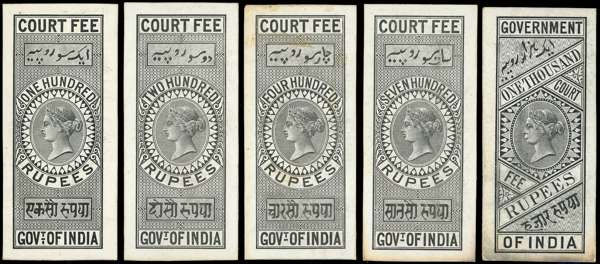 COURT FEE
ایک سو روپیہ
ONE HUNDRED
RUPEES
एकसौ रुपया
GOVT. OF INDIA
COURT FEE
دو سو روپیہ
TWO HUNDRED
RUPEES
दोसौ रुपया
GOVT. OF INDIA
COURT FEE
چار سو روپیہ
FOUR HUNDRED
RUPEES
चारसौ रुपया
GOVT. OF INDIA
COURT FEE
سات سو روپیہ
SEVEN HUNDRED
RUPEES
सातसौ रुपया
GOVT. OF INDIA
GOVERNMENT
ایک ہزار روپیہ
ONE THOUSAND
COURT
FEE
RUPEES
हजार रुपया
OF INDIA